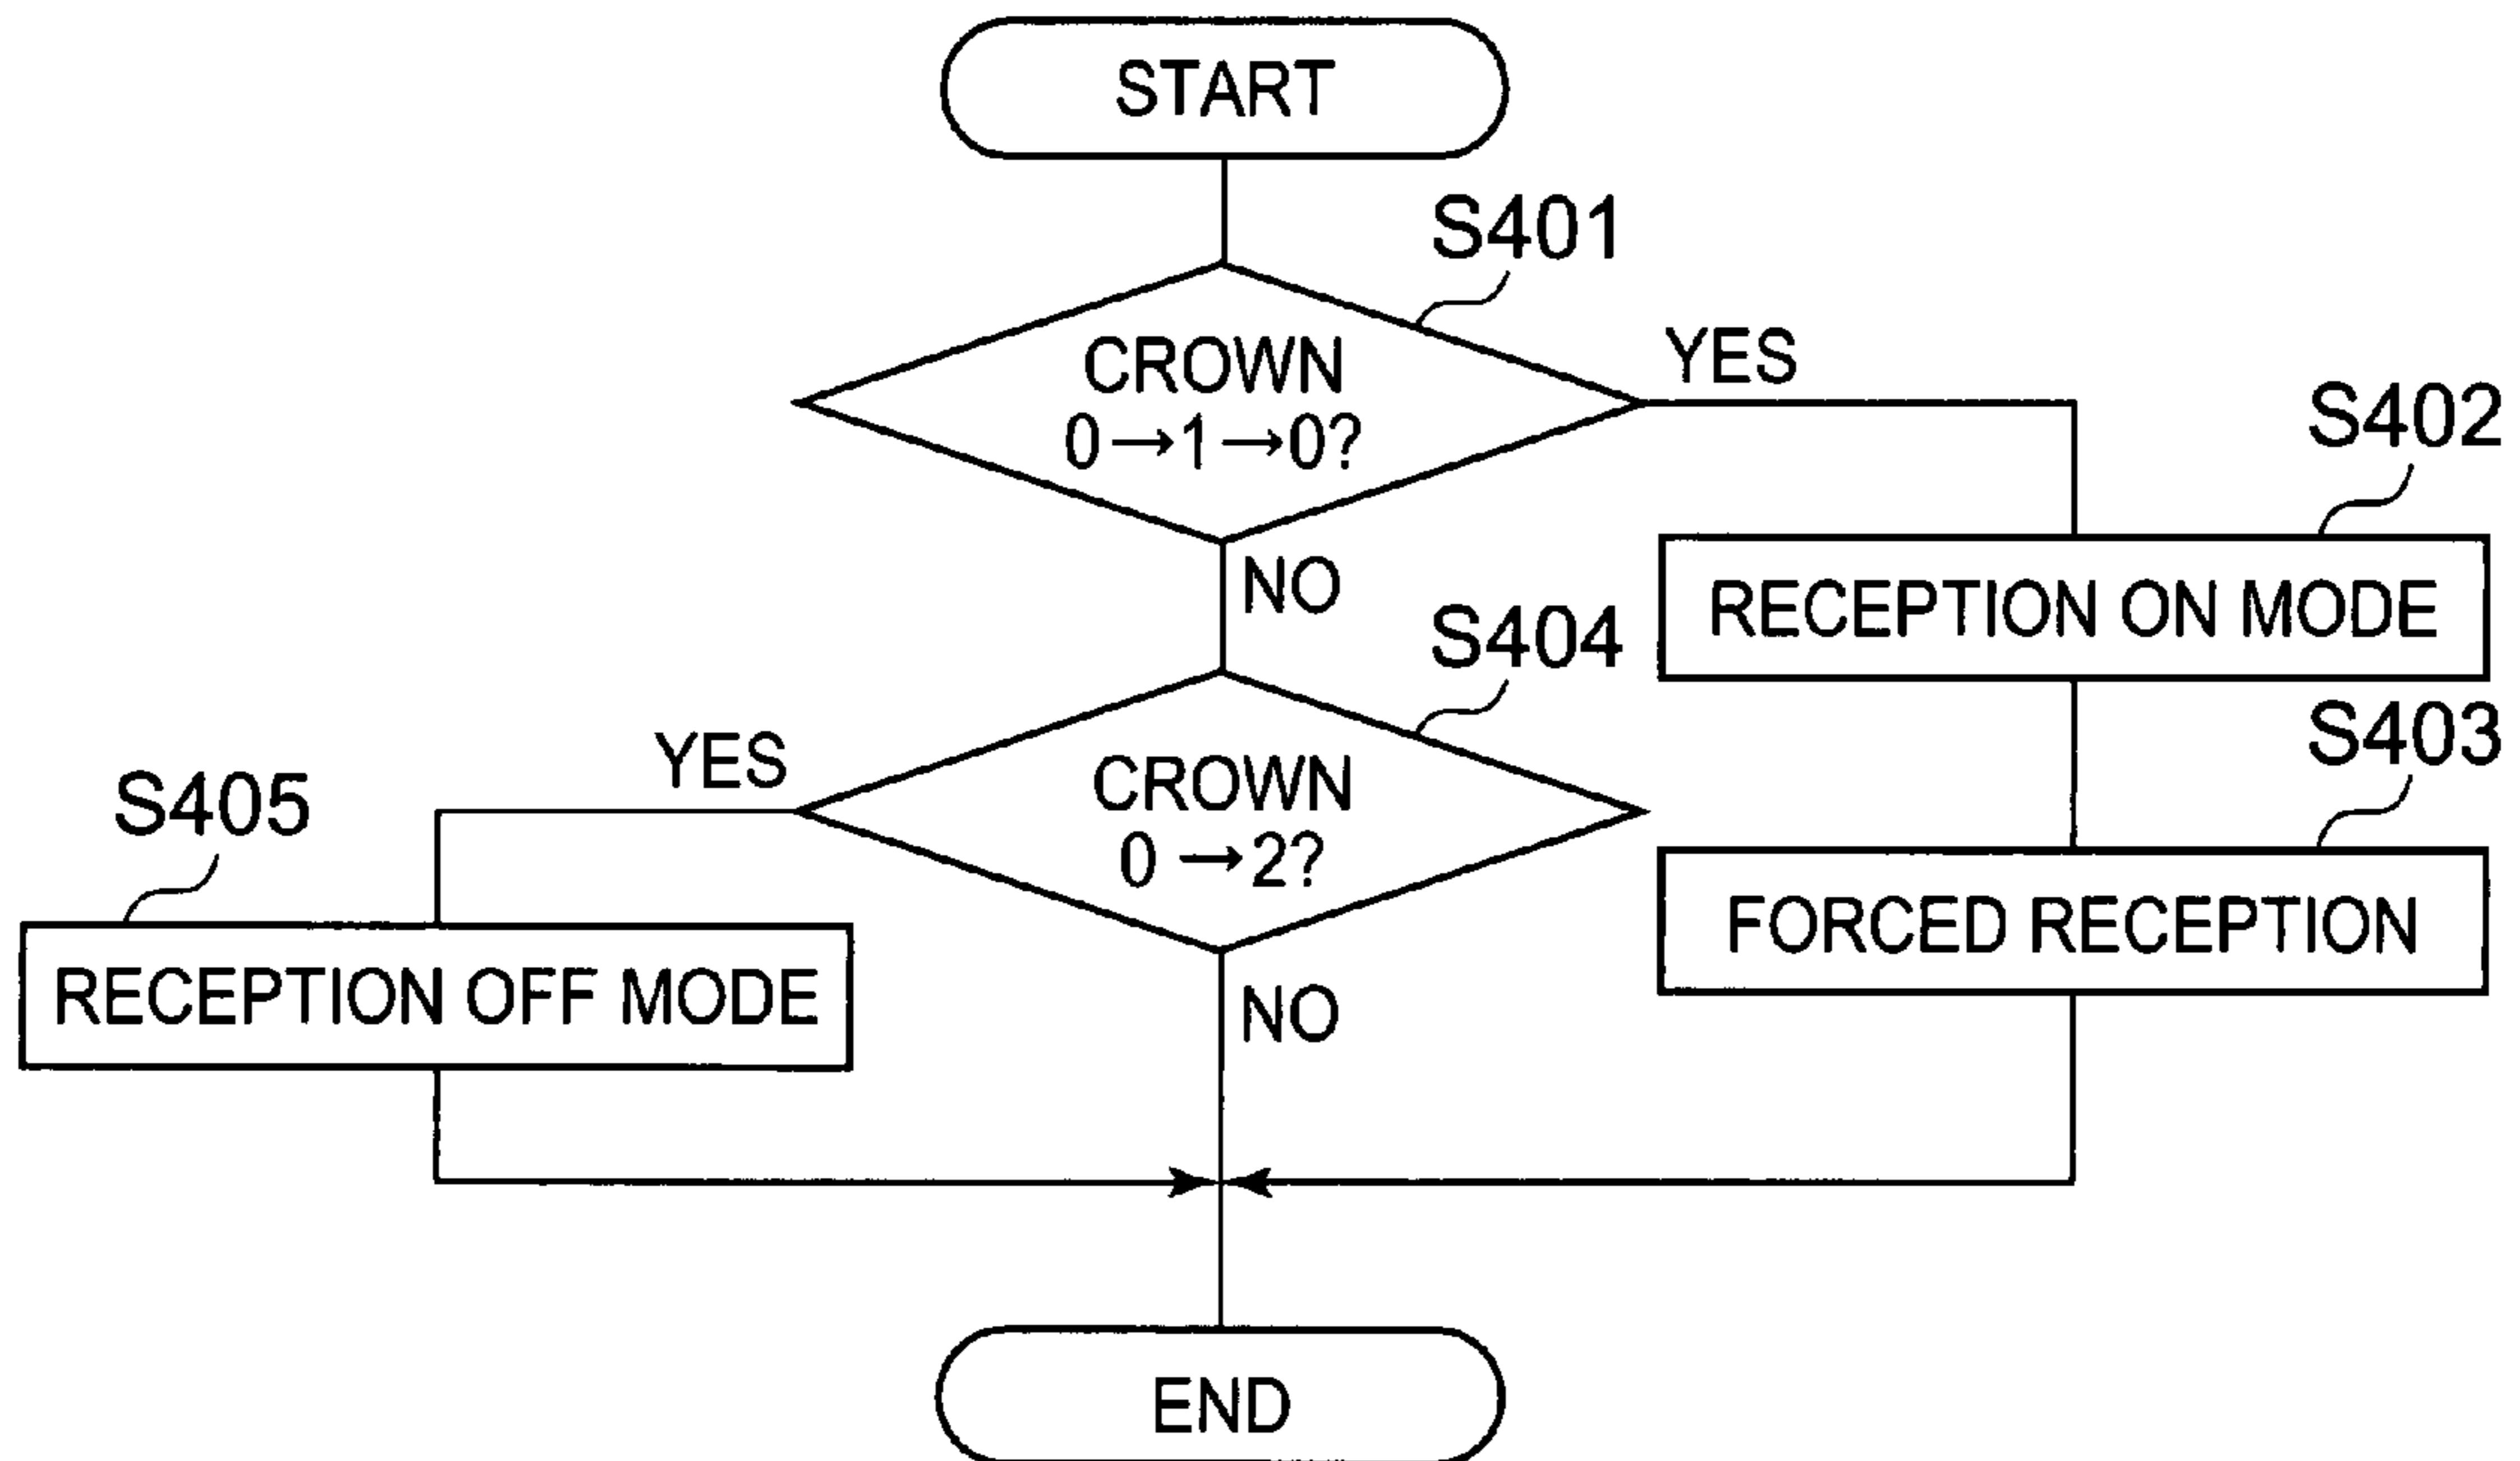 START
S401
CROWN
0→1→0?
YES
S402
RECEPTION ON MODE
NO
S404
S403
CROWN
0→2?
YES
S405
FORCED RECEPTION
RECEPTION OFF MODE
NO
END